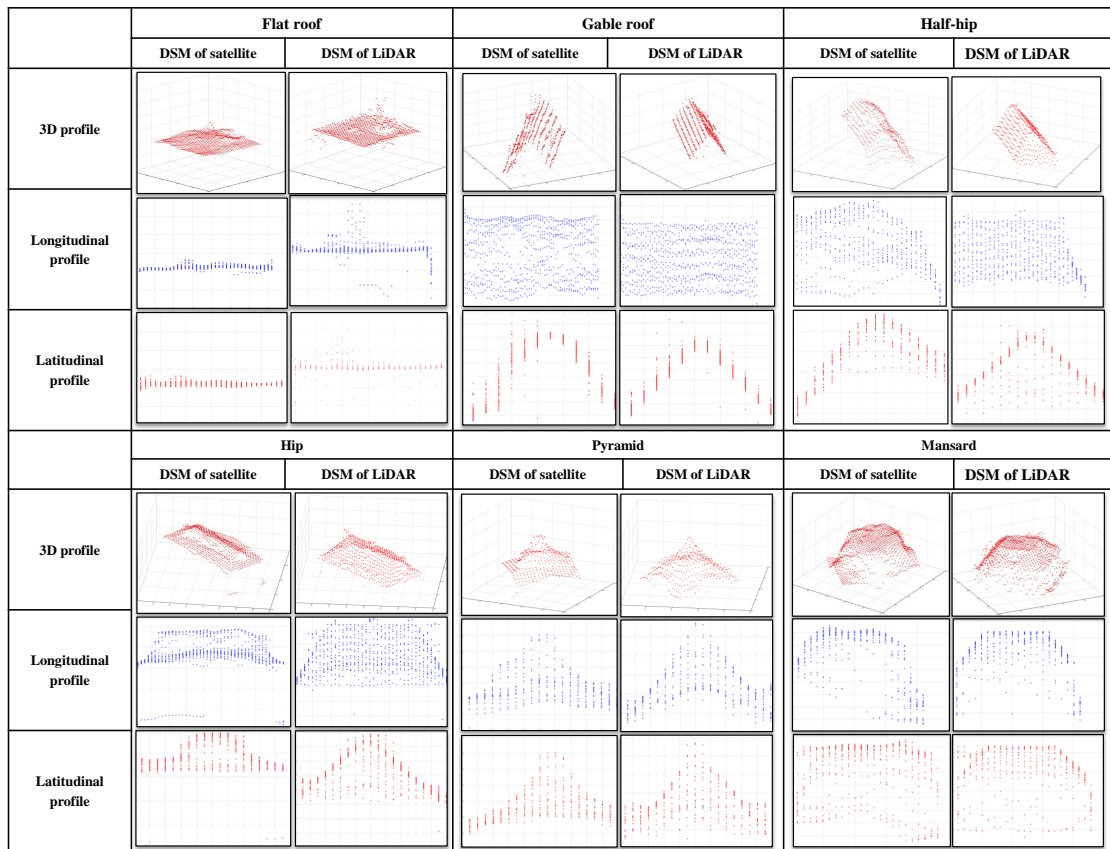 Flat roof Gable roof Half-hip
DSM of satellite DSM of LiDAR DSM of satellite DSM of LiDAR DSM of satellite DSM of LiDAR
3D profile
Longitudinal
profile
Latitudinal
profile
Hip Pyramid Mansard
DSM of satellite DSM of LiDAR DSM of satellite DSM of LiDAR DSM of satellite DSM of LiDAR
3D profile
Longitudinal
profile
Latitudinal
profile